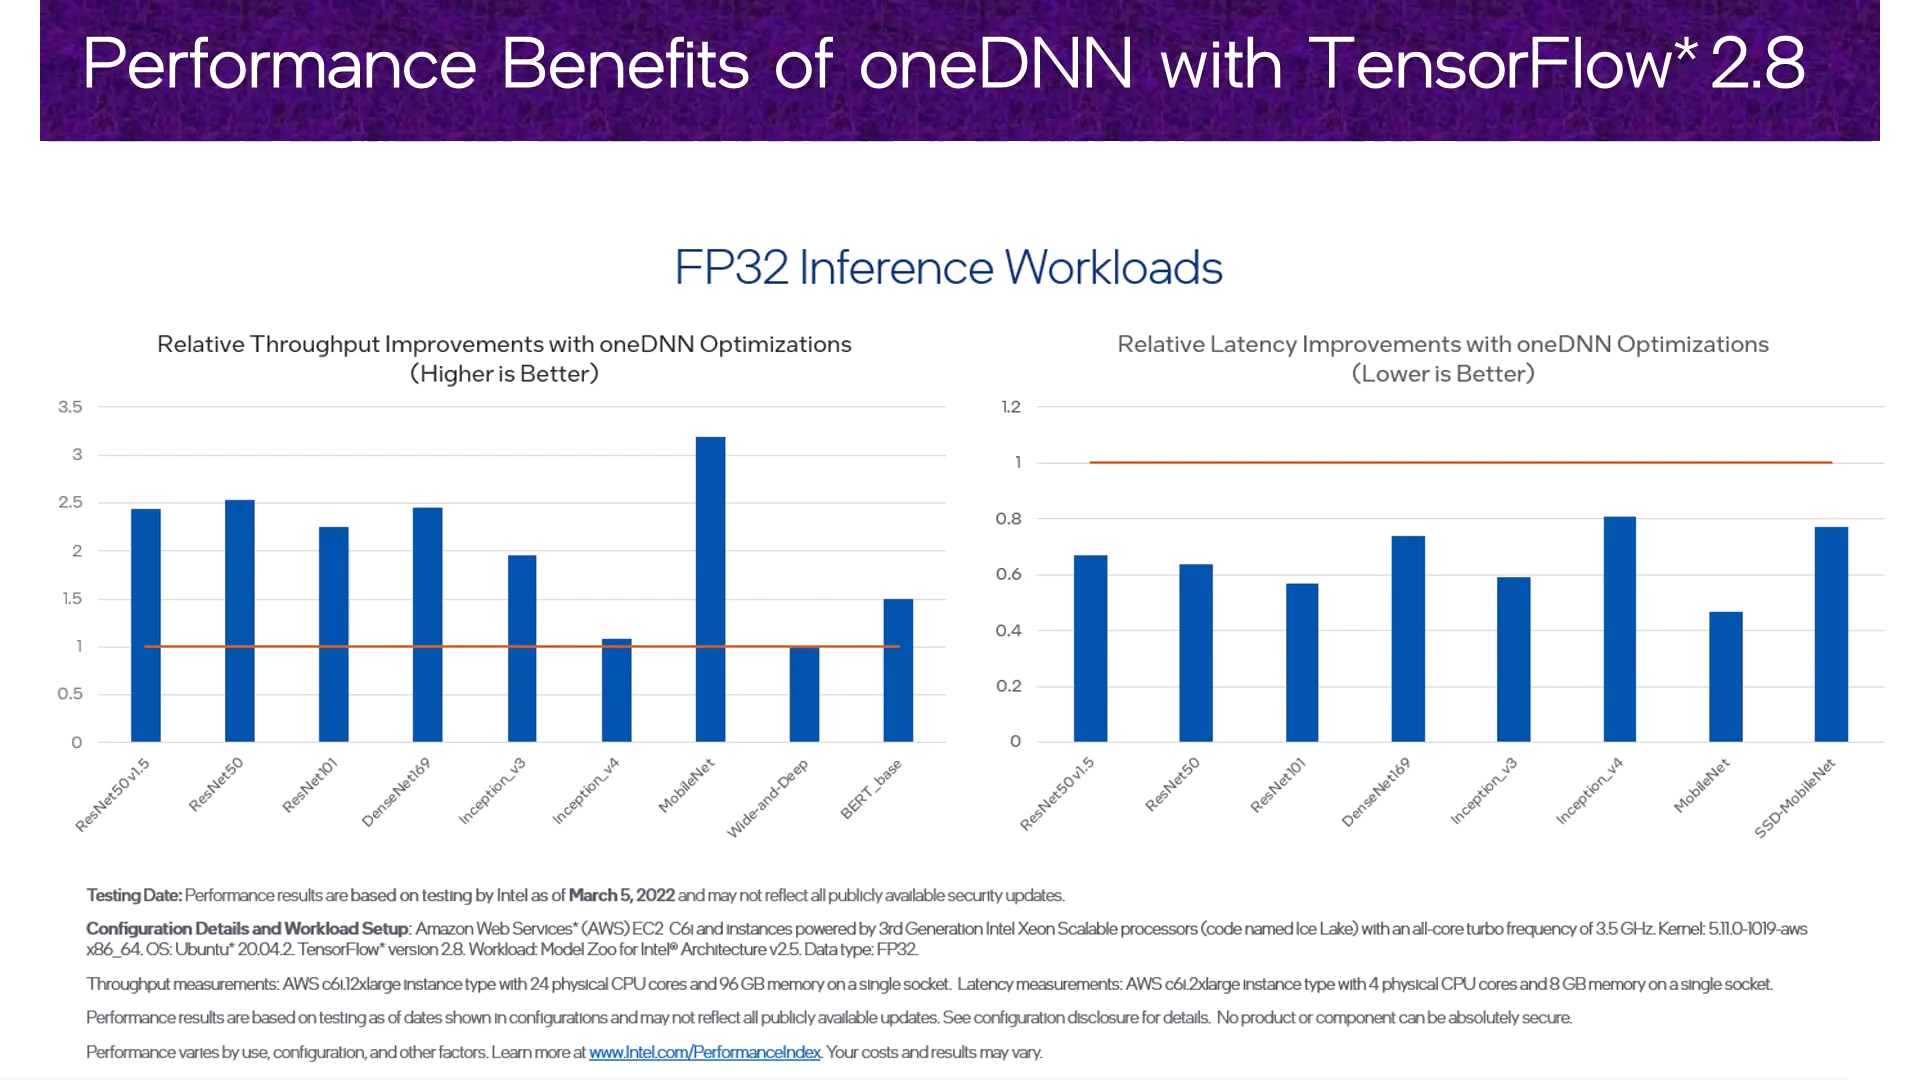 Performance Benefits of oneDNN with TensorFlow* 2.8
FP32 Inference Workloads
Relative Throughput Improvements with oneDNN Optimizations
(Higher is Better)
3.5
3
2.5
2
1.5
1
0.5
0
ResNet50 v1.5
ResNet50
ResNet101
DenseNet169
Inception_v3
Inception_v4
MobileNet
Wide-and-Deep
BERT_base
Relative Latency Improvements with oneDNN Optimizations
(Lower is Better)
1.2
1
0.8
0.6
0.4
0.2
0
ResNet50 v1.5
ResNet50
ResNet101
DenseNet169
Inception_v3
Inception_v4
MobileNet
SSD-MobileNet
Testing Date: Performance results are based on testing by Intel as of March 5, 2022 and may not reflect all publicly available security updates.
Configuration Details and Workload Setup: Amazon Web Services* (AWS) EC2 C6i and instances powered by 3rd Generation Intel Xeon Scalable processors (code named Ice Lake) with an all-core turbo frequency of 3.5 GHz. Kernel: 5.11.0-1019-aws
x86_64. OS: Ubuntu* 20.04.2. TensorFlow* version 2.8. Workload: Model Zoo for Intel® Architecture v2.5. Data type: FP32.
Throughput measurements: AWS c6i.12xlarge instance type with 24 physical CPU cores and 96 GB memory on a single socket. Latency measurements: AWS c6i.2xlarge instance type with 4 physical CPU cores and 8 GB memory on a single socket.
Performance results are based on testing as of dates shown in configurations and may not reflect all publicly available updates. See configuration disclosure for details. No product or component can be absolutely secure.
Performance varies by use, configuration, and other factors. Learn more at www.Intel.com/PerformanceIndex. Your costs and results may vary.